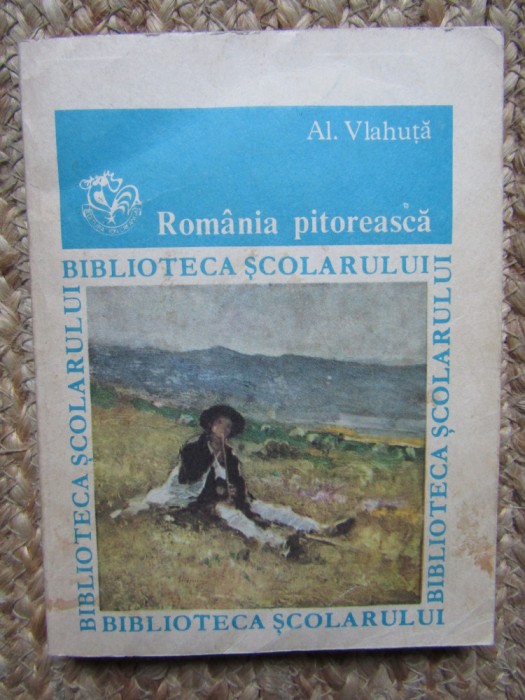 Al. Vlahuță
România pitorească
BIBLIOTECA ȘCOLARULUI
BIBLIOTECA ȘCOLARULUI
BIBLIOTECA ȘCOLARULUI
BIBLIOTECA ȘCOLARULUI